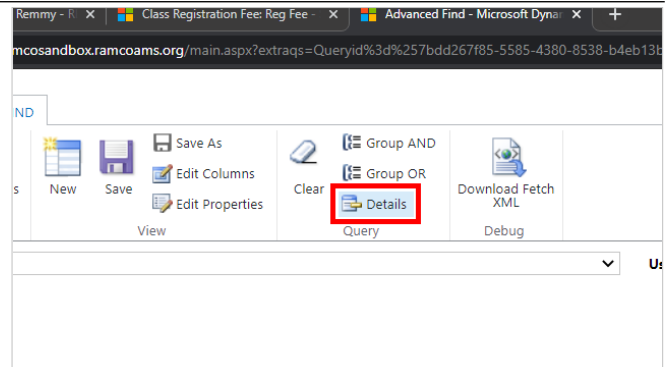 Remmy - R X Class Registration Fee: Reg Fee - X Advanced Find - Microsoft Dynar X +
mcosandbox.ramcoams.org/main.aspx?extraqs=Queryid%3d%257bdd267f85-5585-4380-8538-b4eb13b
ND
Save As
Group AND
Edit Columns
Group OR
s New Save Clear Download Fetch
XML
Edit Properties
Details
View Query Debug
Us